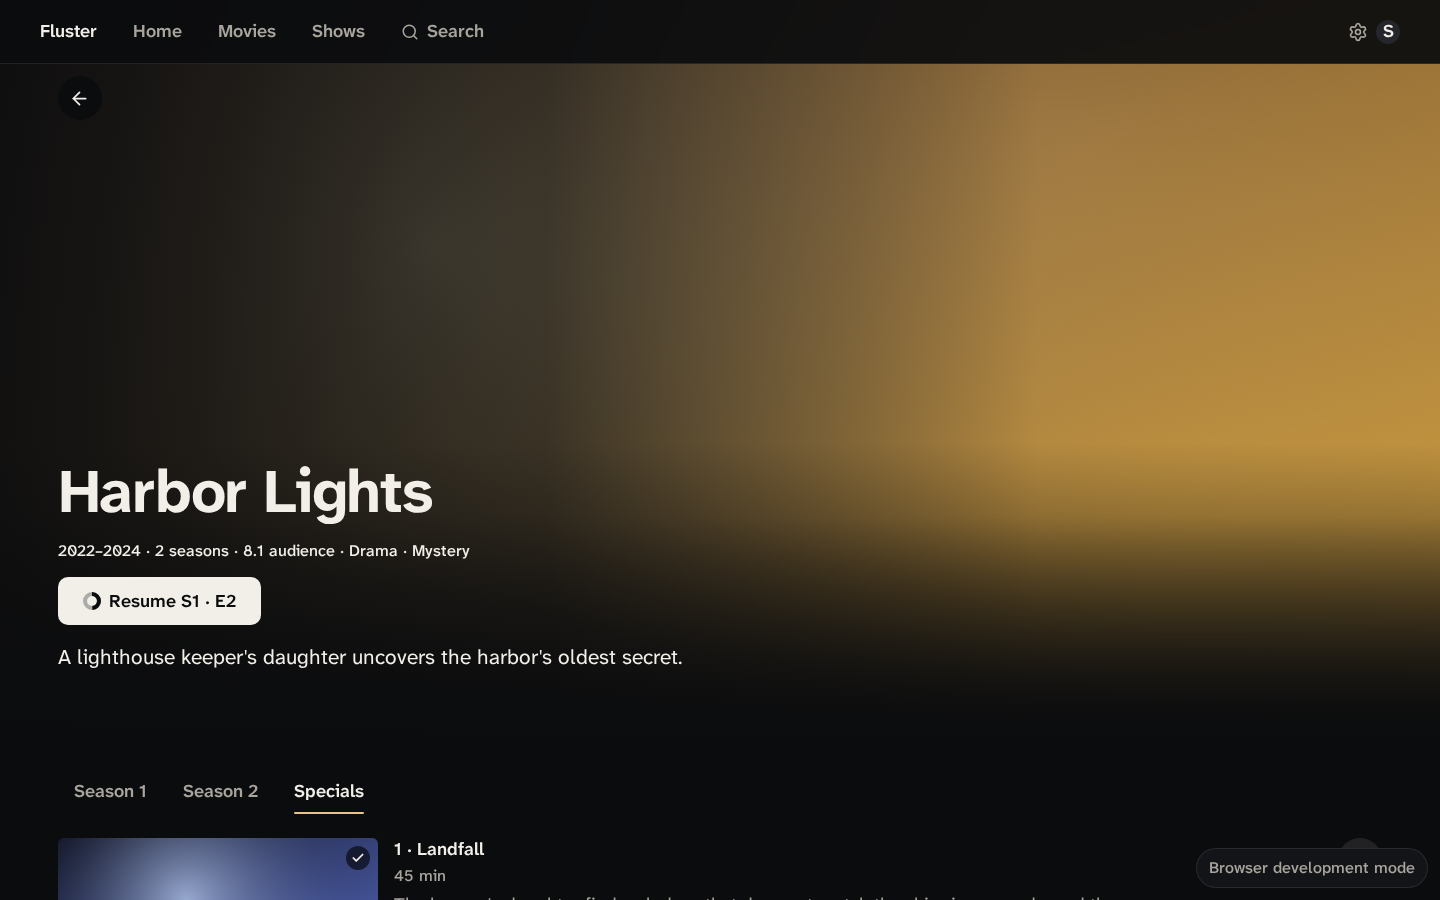 Fluster Home Movies Shows Search S
Harbor Lights
2022–2024 · 2 seasons · 8.1 audience · Drama · Mystery
Resume S1 · E2
A lighthouse keeper's daughter uncovers the harbor's oldest secret.
Season 1 Season 2 Specials
1 · Landfall
45 min
Browser development mode